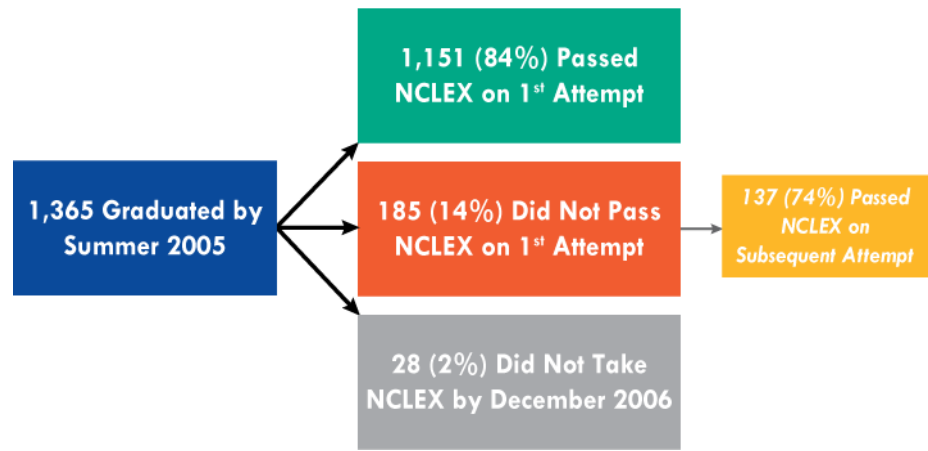 1,151 (84%) Passed
NCLEX on 1st Attempt
1,365 Graduated by
Summer 2005
185 (14%) Did Not Pass
NCLEX on 1st Attempt
137 (74%) Passed
NCLEX on
Subsequent Attempt
28 (2%) Did Not Take
NCLEX by December 2006